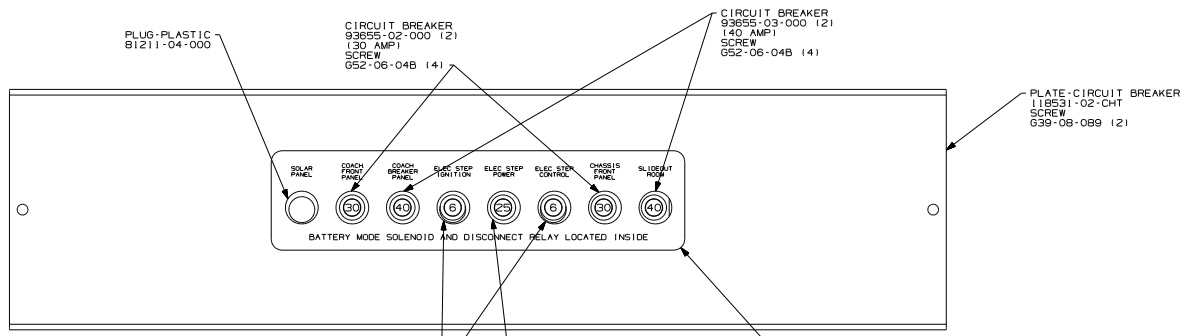 PLUG-PLASTIC
81211-04-000
CIRCUIT BREAKER
93655-02-000 (2)
(30 AMP)
SCREW
G52-06-04B (4)
CIRCUIT BREAKER
93655-03-000 (2)
(40 AMP)
SCREW
G52-06-04B (4)
PLATE-CIRCUIT BREAKER
118531-02-CHT
SCREW
G39-08-089 (2)
SOLAR
PANEL
COACH
FRONT
PANEL
COACH
BREAKER
PANEL
ELEC STEP
IGNITION
ELEC STEP
POWER
ELEC STEP
CONTROL
CHASSIS
FRONT
PANEL
SLIDEOUT
ROOM
30
40
6
25
6
30
40
BATTERY MODE SOLENOID AND DISCONNECT RELAY LOCATED INSIDE